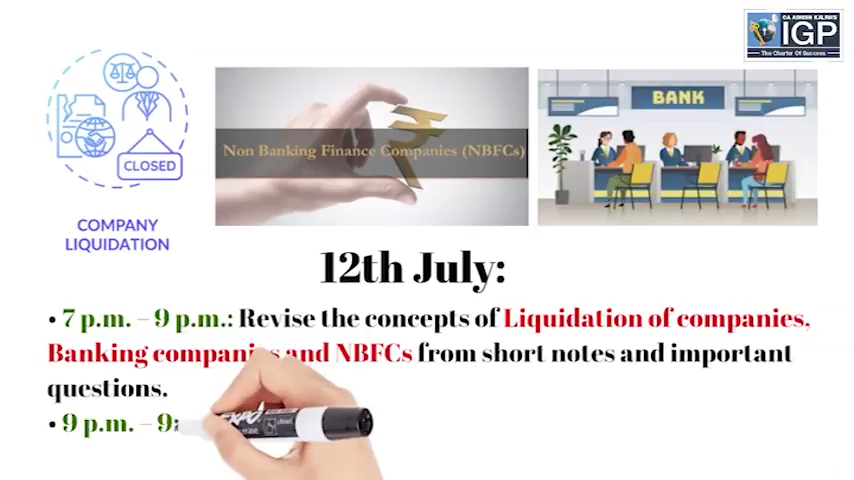 CA ASHISH KALRA'S
IGP
The Charter Of Success
CLOSED
COMPANY
LIQUIDATION
Non Banking Finance Companies (NBFCs)
BANK
12th July:
• 7 p.m. – 9 p.m.: Revise the concepts of Liquidation of companies,
Banking companies and NBFCs from short notes and important
questions.
• 9 p.m. – 9
EXPO